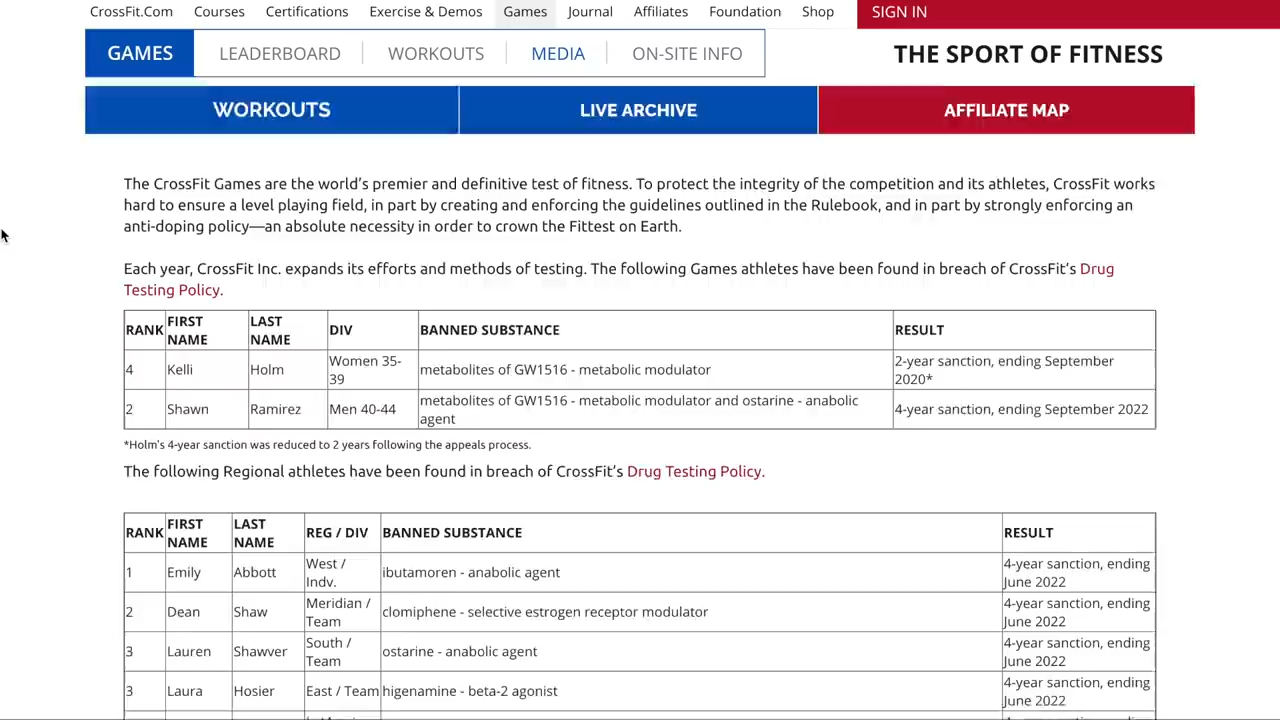 CrossFit.Com Courses Certifications Exercise & Demos Games Journal Affiliates Foundation Shop SIGN IN
GAMES LEADERBOARD WORKOUTS MEDIA ON-SITE INFO THE SPORT OF FITNESS
WORKOUTS LIVE ARCHIVE AFFILIATE MAP
The CrossFit Games are the world’s premier and definitive test of fitness. To protect the integrity of the competition and its athletes, CrossFit works
hard to ensure a level playing field, in part by creating and enforcing the guidelines outlined in the Rulebook, and in part by strongly enforcing an
anti-doping policy—an absolute necessity in order to crown the Fittest on Earth.
Each year, CrossFit Inc. expands its efforts and methods of testing. The following Games athletes have been found in breach of CrossFit’s Drug
Testing Policy.
RANK FIRST NAME LAST NAME DIV BANNED SUBSTANCE RESULT
4 Kelli Holm Women 35-39 metabolites of GW1516 - metabolic modulator 2-year sanction, ending September 2020*
2 Shawn Ramirez Men 40-44 metabolites of GW1516 - metabolic modulator and ostarine - anabolic agent 4-year sanction, ending September 2022
*Holm's 4-year sanction was reduced to 2 years following the appeals process.
The following Regional athletes have been found in breach of CrossFit’s Drug Testing Policy.
RANK FIRST NAME LAST NAME REG / DIV BANNED SUBSTANCE RESULT
1 Emily Abbott West / Indv. ibutamoren - anabolic agent 4-year sanction, ending June 2022
2 Dean Shaw Meridian / Team clomiphene - selective estrogen receptor modulator 4-year sanction, ending June 2022
3 Lauren Shawver South / Team ostarine - anabolic agent 4-year sanction, ending June 2022
3 Laura Hosier East / Team higenamine - beta-2 agonist 4-year sanction, ending June 2022